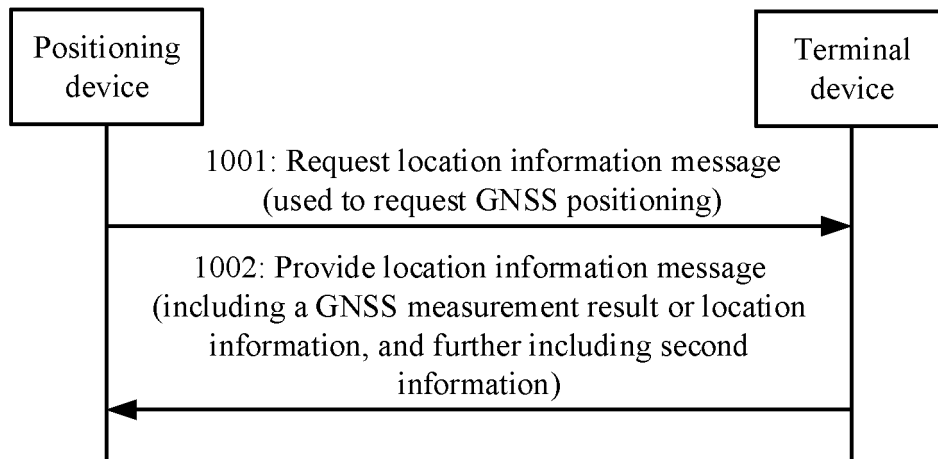 Positioning
device
Terminal
device
1001: Request location information message
(used to request GNSS positioning)
1002: Provide location information message
(including a GNSS measurement result or location
information, and further including second
information)